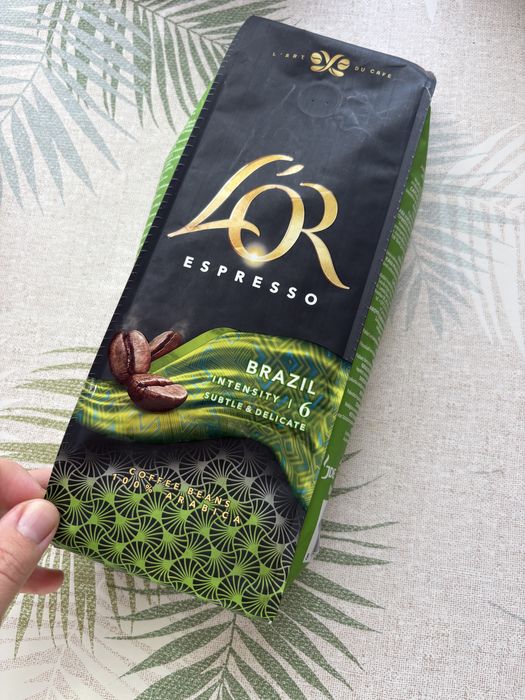 L'ART DU CAFÉ
L'OR
ESPRESSO
BRAZIL
INTENSITY | 6
SUBTLE & DELICATE
COFFEE BEANS
100% ARABICA